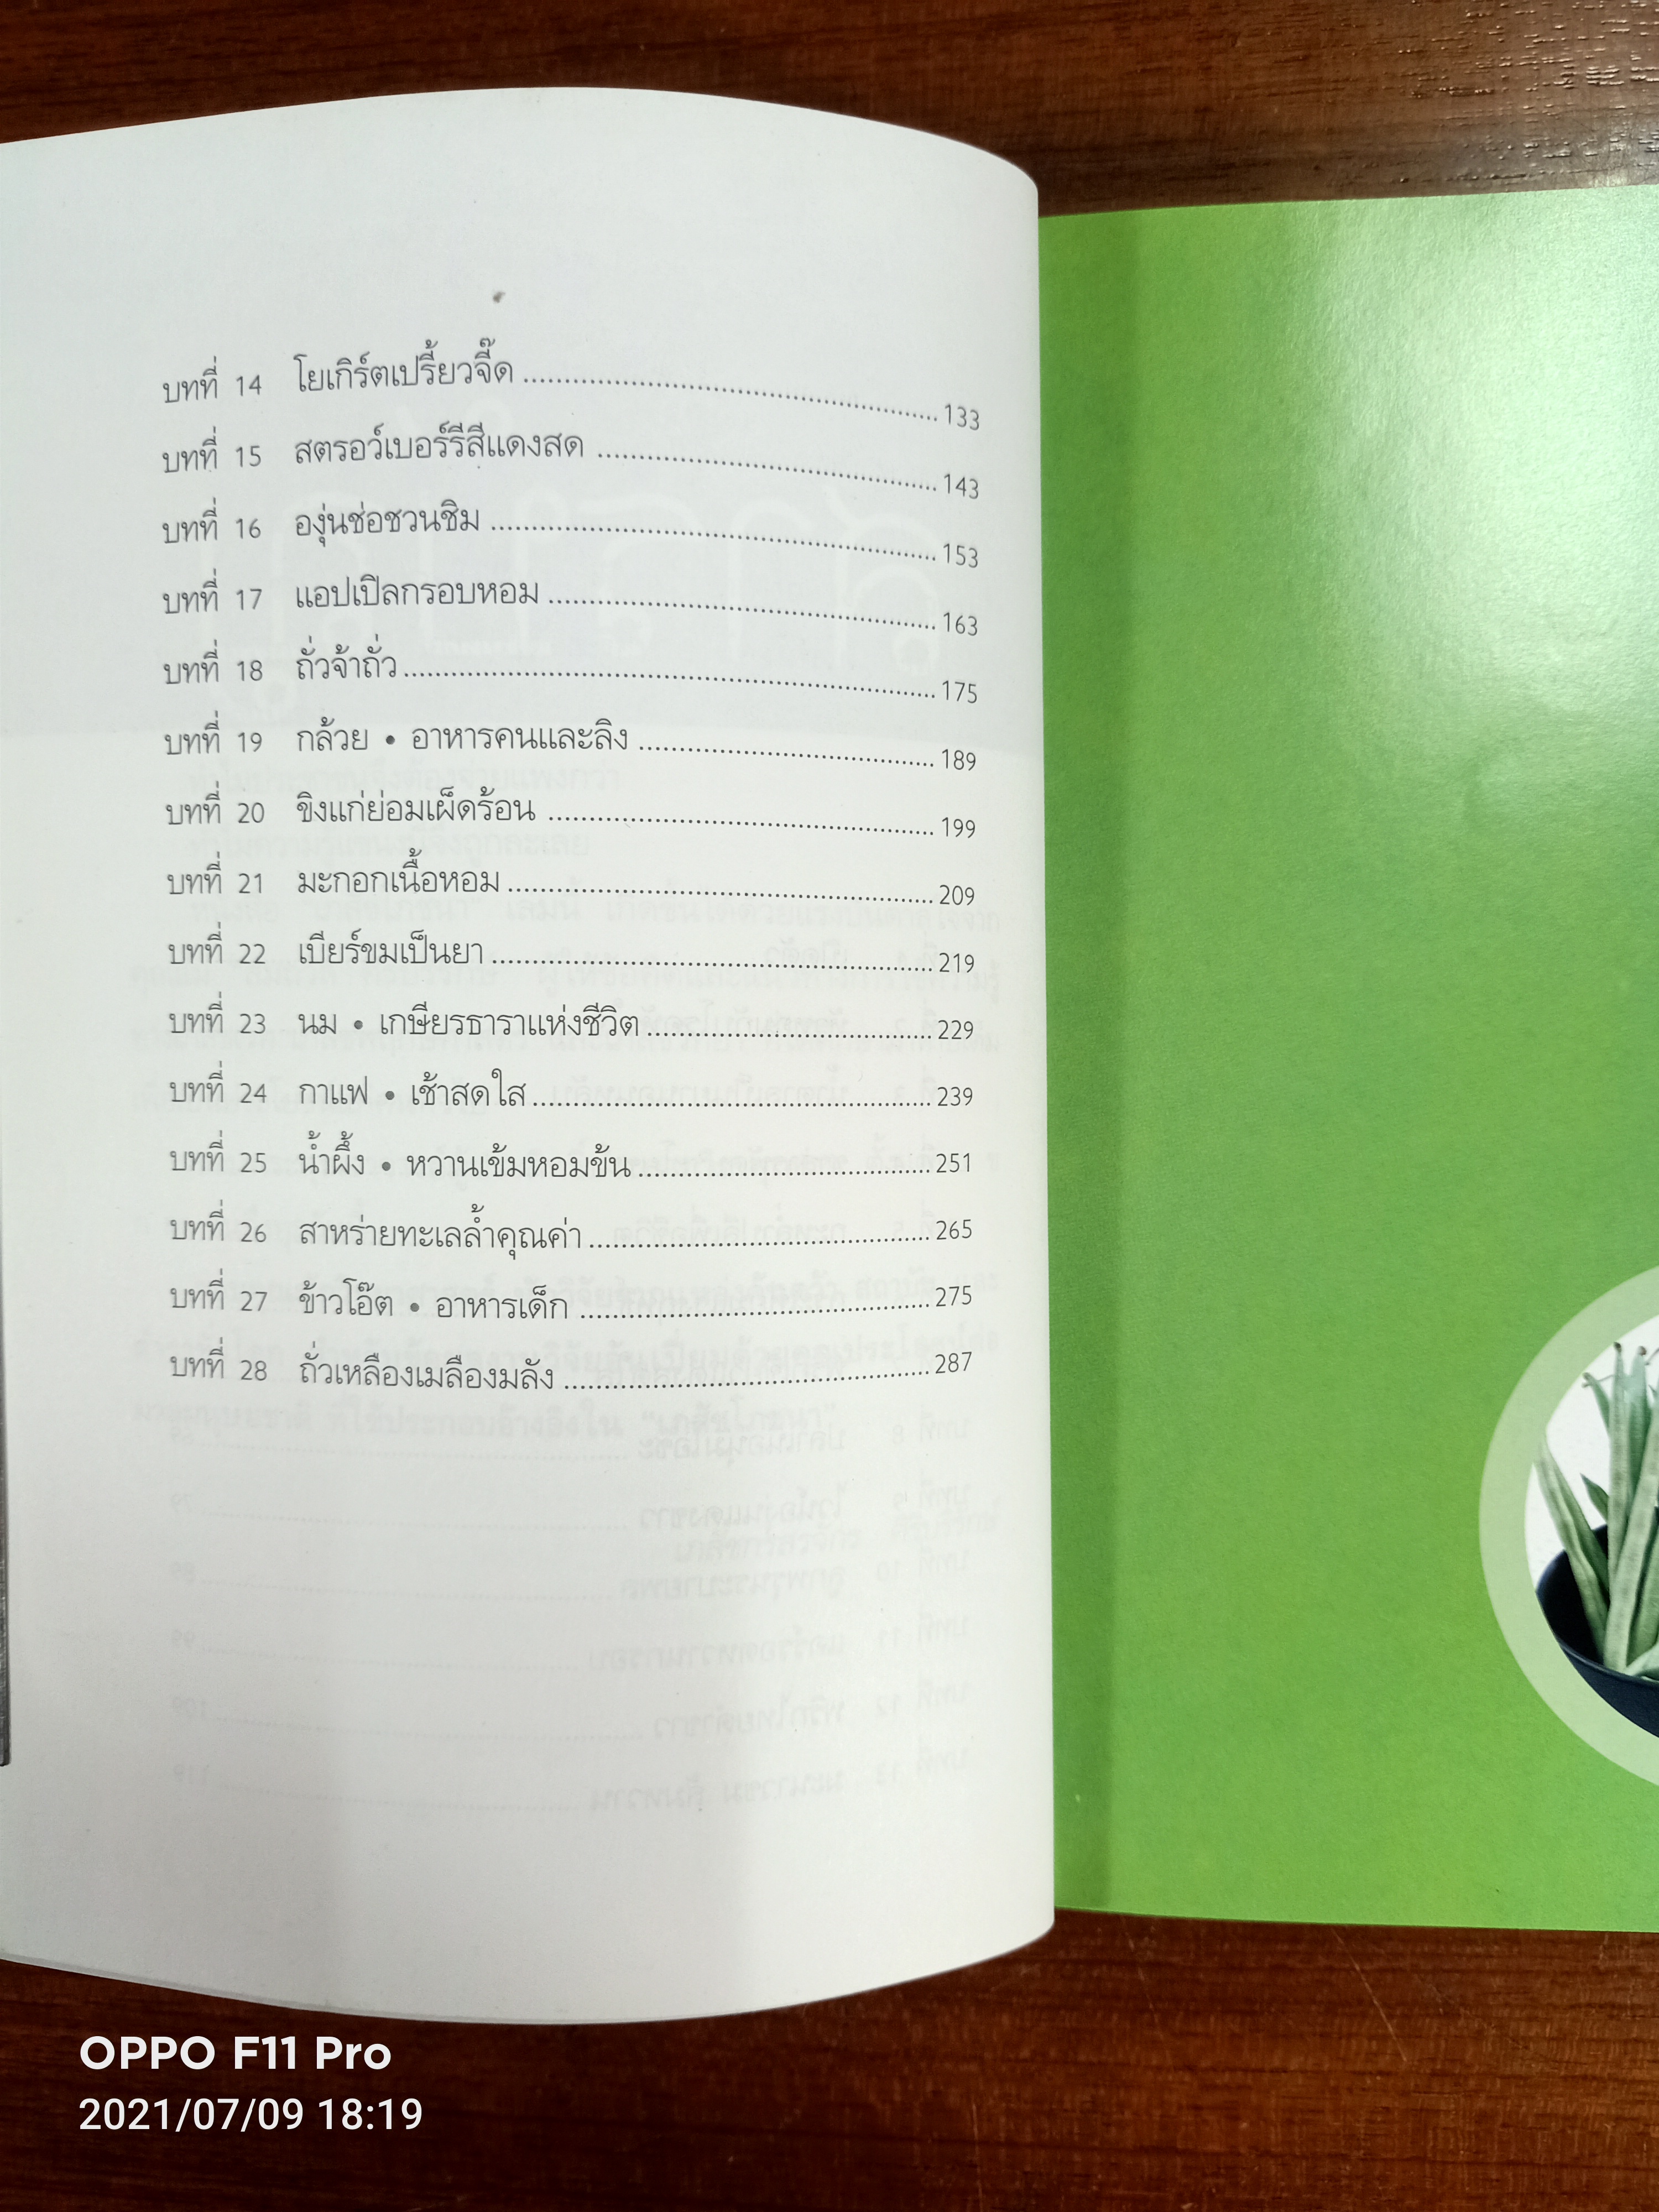 บทที่ 14 โยเกิร์ตเปรี้ยวจี๊ด 133
บทที่ 15 สตรอว์เบอร์รีสีแดงสด 143
บทที่ 16 องุ่นช่อชวนชิม 153
บทที่ 17 แอปเปิลกรอบหอม 163
บทที่ 18 ถั่วจ้าถั่ว 175
บทที่ 19 กล้วย • อาหารคนและลิง 189
บทที่ 20 ขิงแก่ย่อมเผ็ดร้อน 199
บทที่ 21 มะกอกเนื้อหอม 209
บทที่ 22 เบียร์ขมเป็นยา 219
บทที่ 23 นม • เกษียรธาราแห่งชีวิต 229
บทที่ 24 กาแฟ • เช้าสดใส 239
บทที่ 25 น้ำผึ้ง • หวานเข้มหอมข้น 251
บทที่ 26 สาหร่ายทะเลล้ำคุณค่า 265
บทที่ 27 ข้าวโอ๊ต • อาหารเด็ก 275
บทที่ 28 ถั่วเหลืองเมลืองมลัง 287
OPPO F11 Pro
2021/07/09 18:19